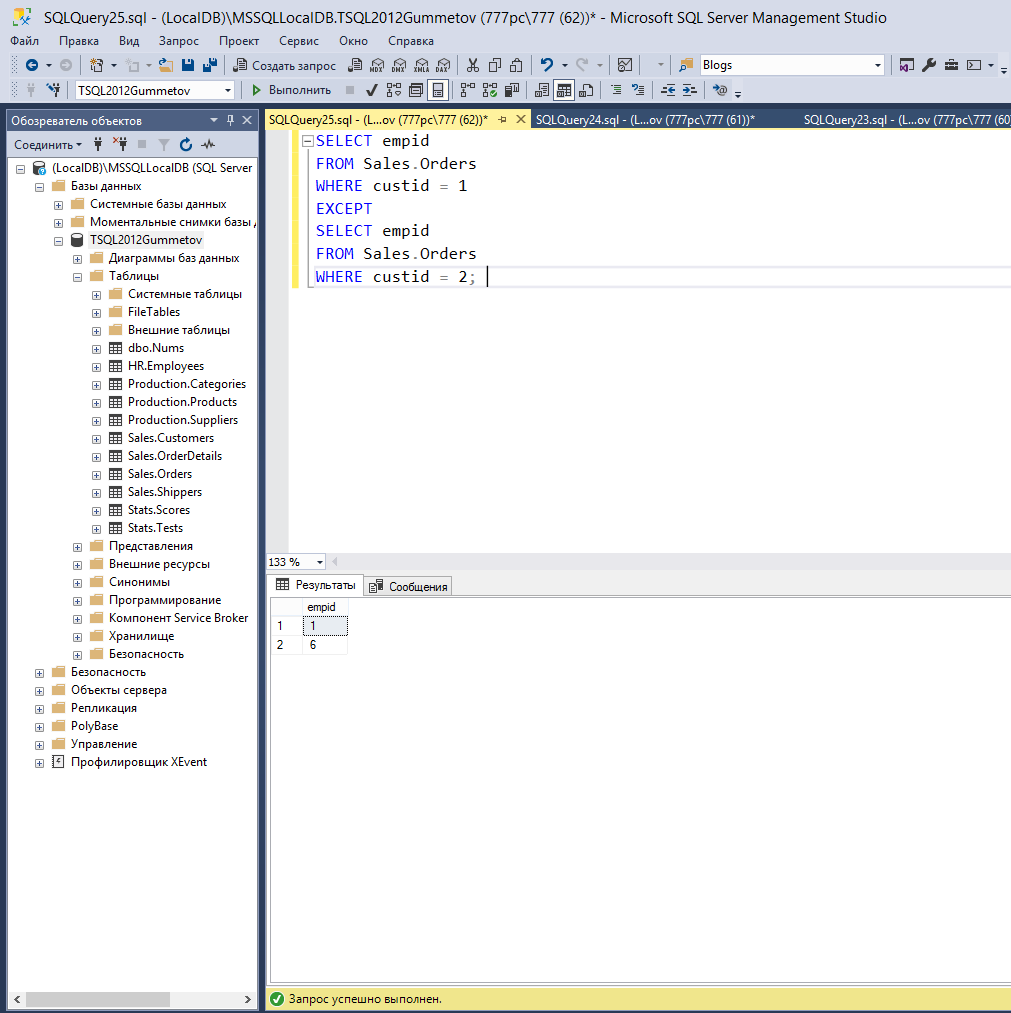 SQLQuery25.sql - (LocalDB)\MSSQLLocalDB.TSQL2012Gummetov (777pc\777 (62))* - Microsoft SQL Server Management Studio
Файл Правка Вид Запрос Проект Сервис Окно Справка
Создать запрос MDX DMX XMLA DAX Blogs
TSQL2012Gummetov Выполнить
Обозреватель объектов
Соединить
(LocalDB)\MSSQLLocalDB (SQL Server
Базы данных
Системные базы данных
Моментальные снимки базы
TSQL2012Gummetov
Диаграммы баз данных
Таблицы
Системные таблицы
FileTables
Внешние таблицы
dbo.Nums
HR.Employees
Production.Categories
Production.Products
Production.Suppliers
Sales.Customers
Sales.OrderDetails
Sales.Orders
Sales.Shippers
Stats.Scores
Stats.Tests
Представления
Внешние ресурсы
Синонимы
Программирование
Компонент Service Broker
Хранилище
Безопасность
Безопасность
Объекты сервера
Репликация
PolyBase
Управление
Профилировщик XEvent
SQLQuery25.sql - (L...ov (777pc\777 (62))* SQLQuery24.sql - (L...ov (777pc\777 (61))* SQLQuery23.sql - (L...ov (777pc\777 (60)
SELECT empid
FROM Sales.Orders
WHERE custid = 1
EXCEPT
SELECT empid
FROM Sales.Orders
WHERE custid = 2;
133 %
Результаты Сообщения
empid
1 1
2 6
Запрос успешно выполнен.